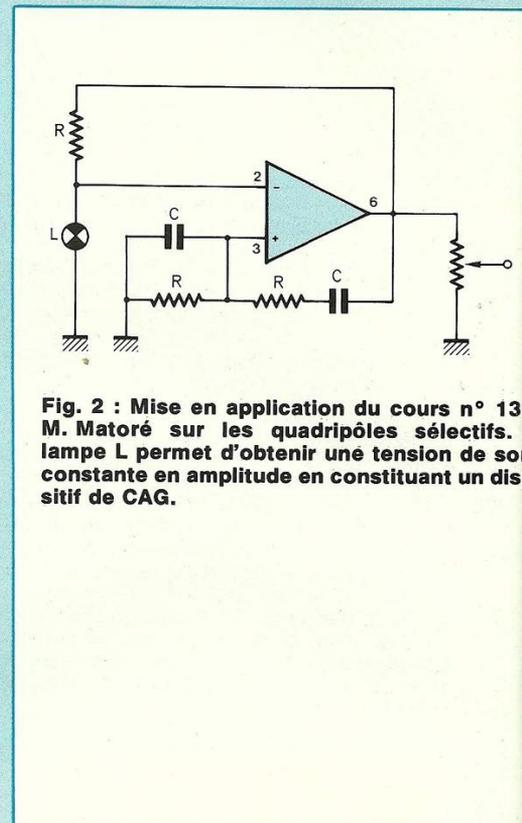 R
2
6
C
L
3
R
R
C
Fig. 2 : Mise en application du cours n° 13
M. Matoré sur les quadripôles sélectifs.
lampe L permet d'obtenir une tension de sor
constante en amplitude en constituant un dis
sitif de CAG.